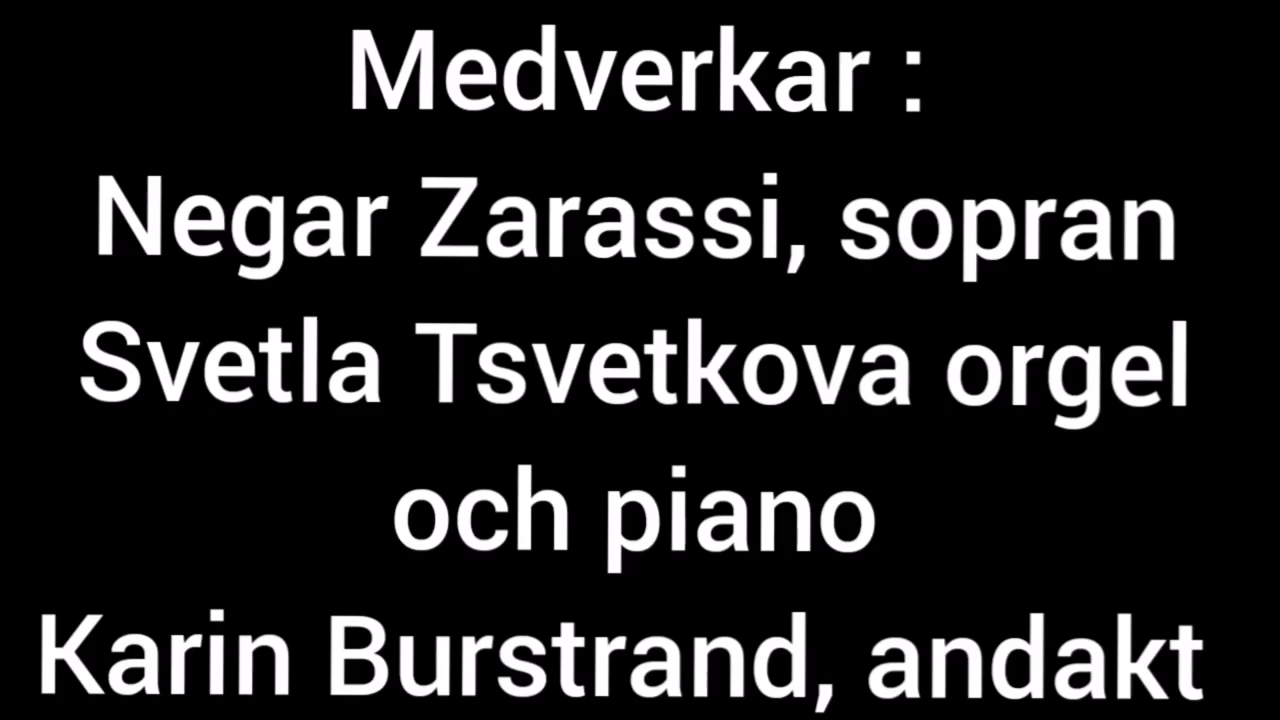 Medverkar :
Negar Zarassi, sopran
Svetla Tsvetkova orgel
och piano
Karin Burstrand, andakt